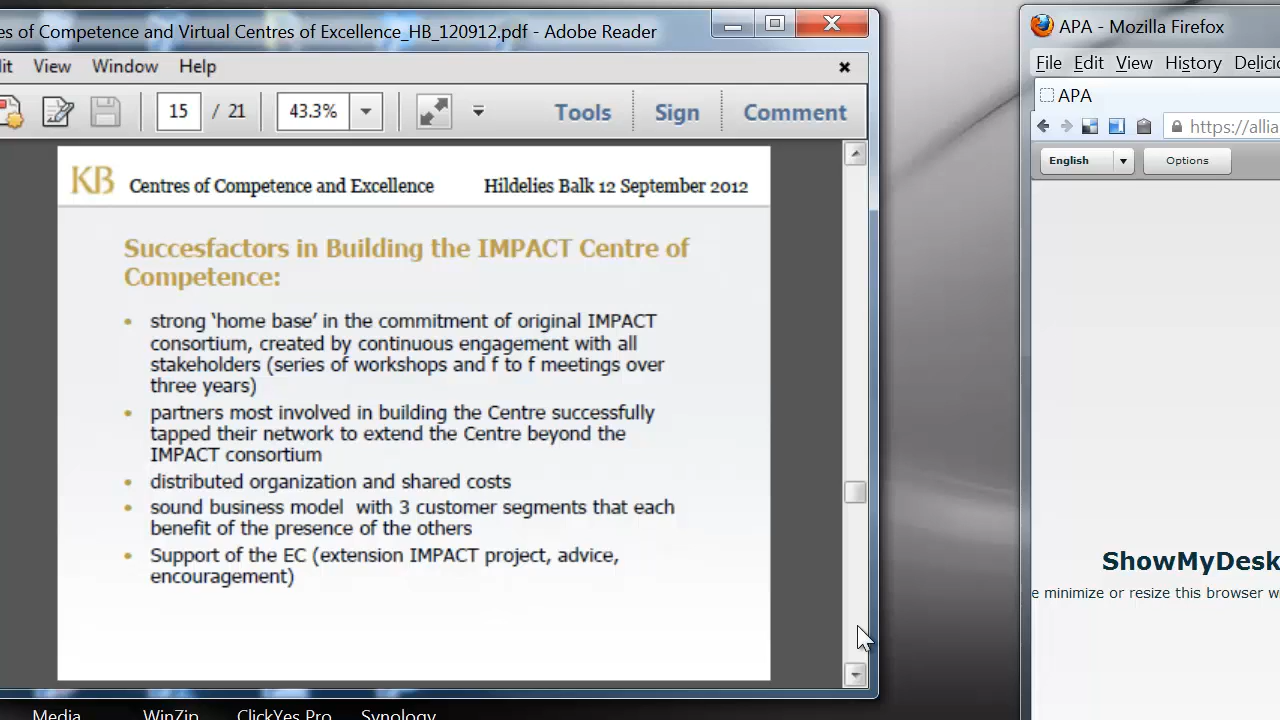 es of Competence and Virtual Centres of Excellence_HB_120912.pdf - Adobe Reader
it View Window Help
15 / 21 43.3% Tools Sign Comment
KB Centres of Competence and Excellence Hildelies Balk 12 September 2012
Succesfactors in Building the IMPACT Centre of
Competence:
• strong ‘home base’ in the commitment of original IMPACT
consortium, created by continuous engagement with all
stakeholders (series of workshops and f to f meetings over
three years)
• partners most involved in building the Centre successfully
tapped their network to extend the Centre beyond the
IMPACT consortium
• distributed organization and shared costs
• sound business model with 3 customer segments that each
benefit of the presence of the others
• Support of the EC (extension IMPACT project, advice,
encouragement)
Media WinZip ClickYes Pro Synology
APA - Mozilla Firefox
File Edit View History Delicio
APA
https://allia
English Options
ShowMyDesk
e minimize or resize this browser w